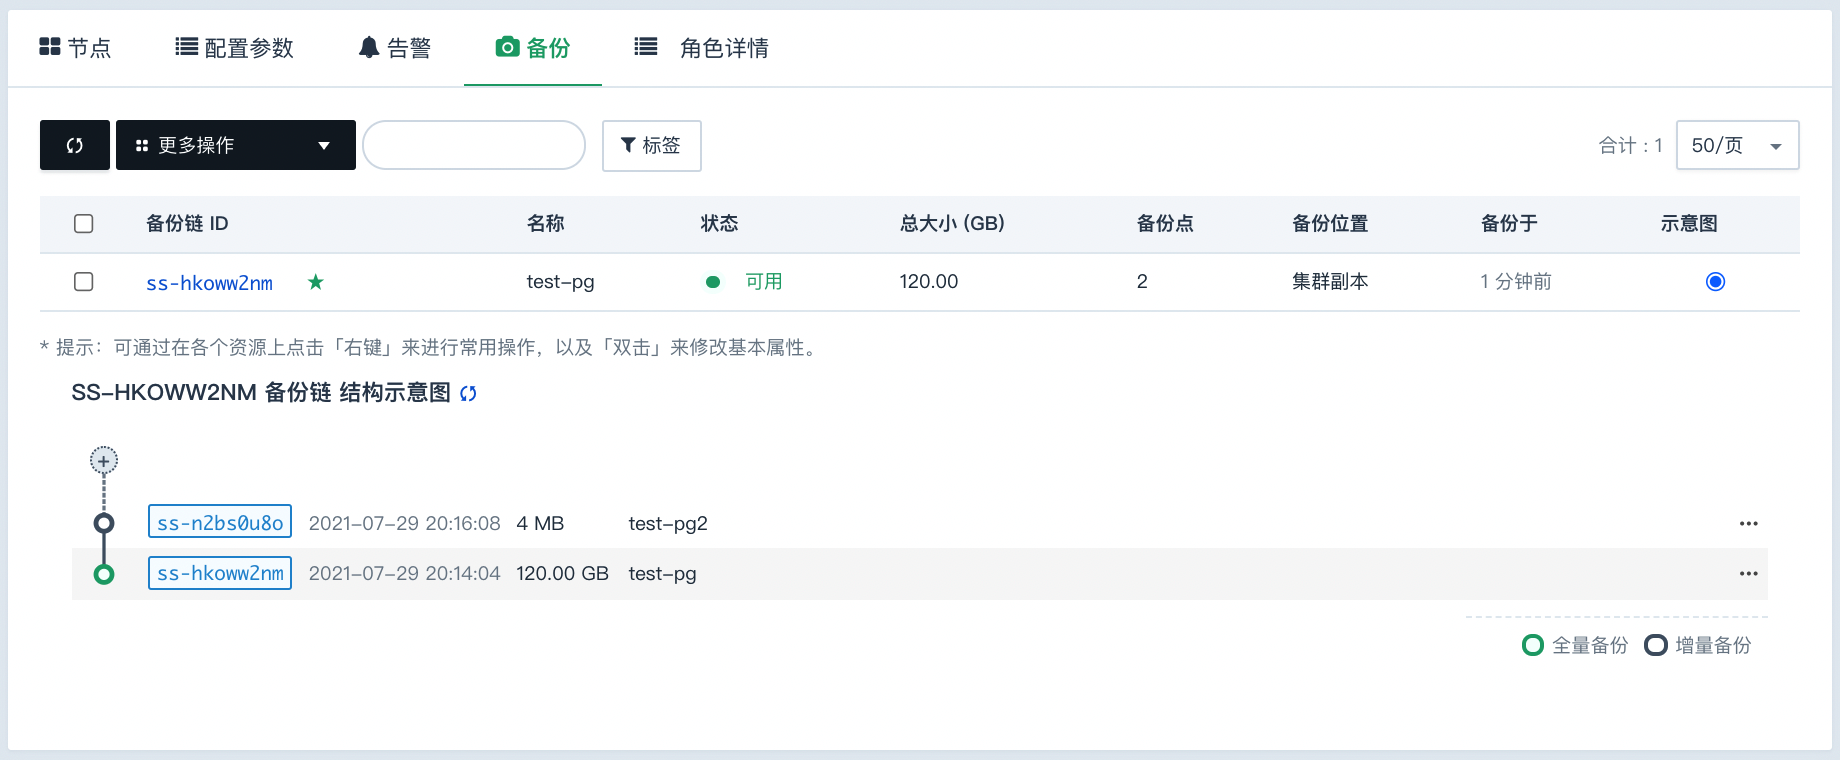 节点 配置参数 告警 备份 角色详情
更多操作 标签 合计：1 50/页
备份链 ID 名称 状态 总大小 (GB) 备份点 备份位置 备份于 示意图
ss-hkoww2nm ★ test-pg 可用 120.00 2 集群副本 1 分钟前
* 提示：可通过在各个资源上点击「右键」来进行常用操作，以及「双击」来修改基本属性。
SS-HKOWW2NM 备份链 结构示意图
ss-n2bs0u8o 2021-07-29 20:16:08 4 MB test-pg2 ···
ss-hkoww2nm 2021-07-29 20:14:04 120.00 GB test-pg ···
全量备份 增量备份